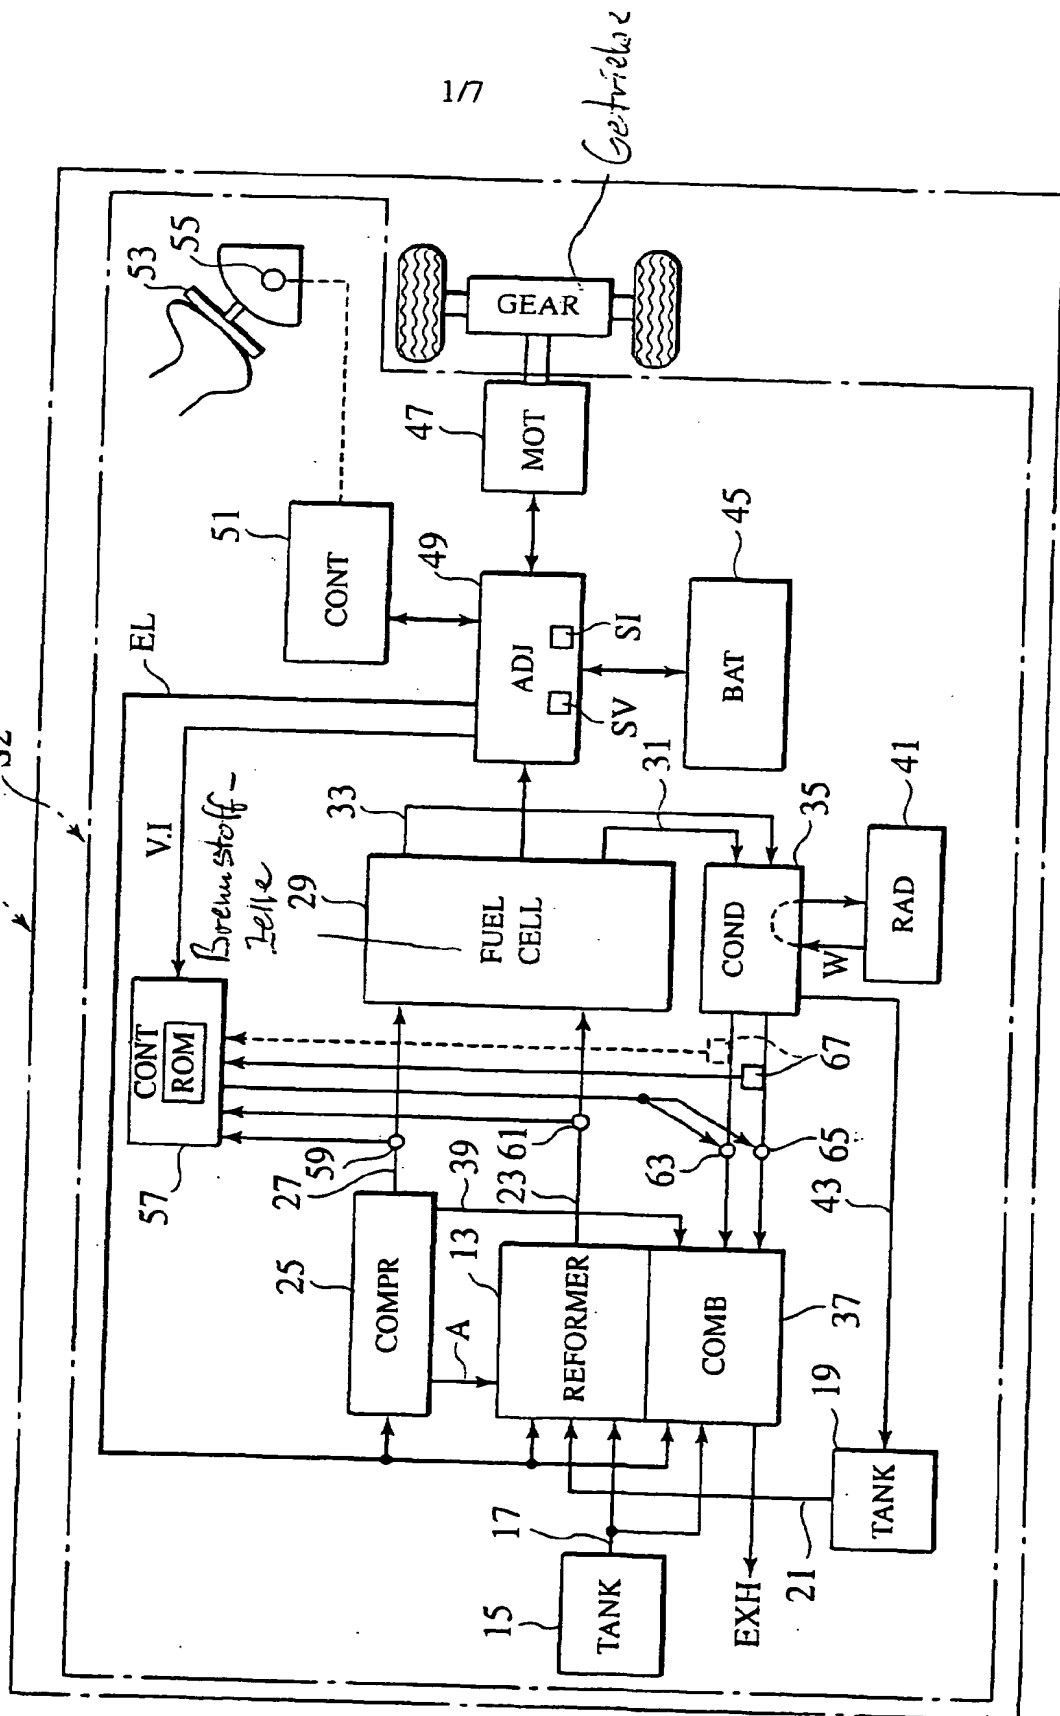 1/7
Getriebe
32
53
55
GEAR
47
MOT
51
CONT
49
45
EL
ADJ
SI
SV
BAT
V.I
Brennstoff-
zelle
33
31
41
29
FUEL
CELL
35
COND
RAD
W
CONT
ROM
67
57
59
61
63
65
27
39
23
43
25
COMPR
13
A
REFORMER
COMB
37
19
17
TANK
15
TANK
EXH
21